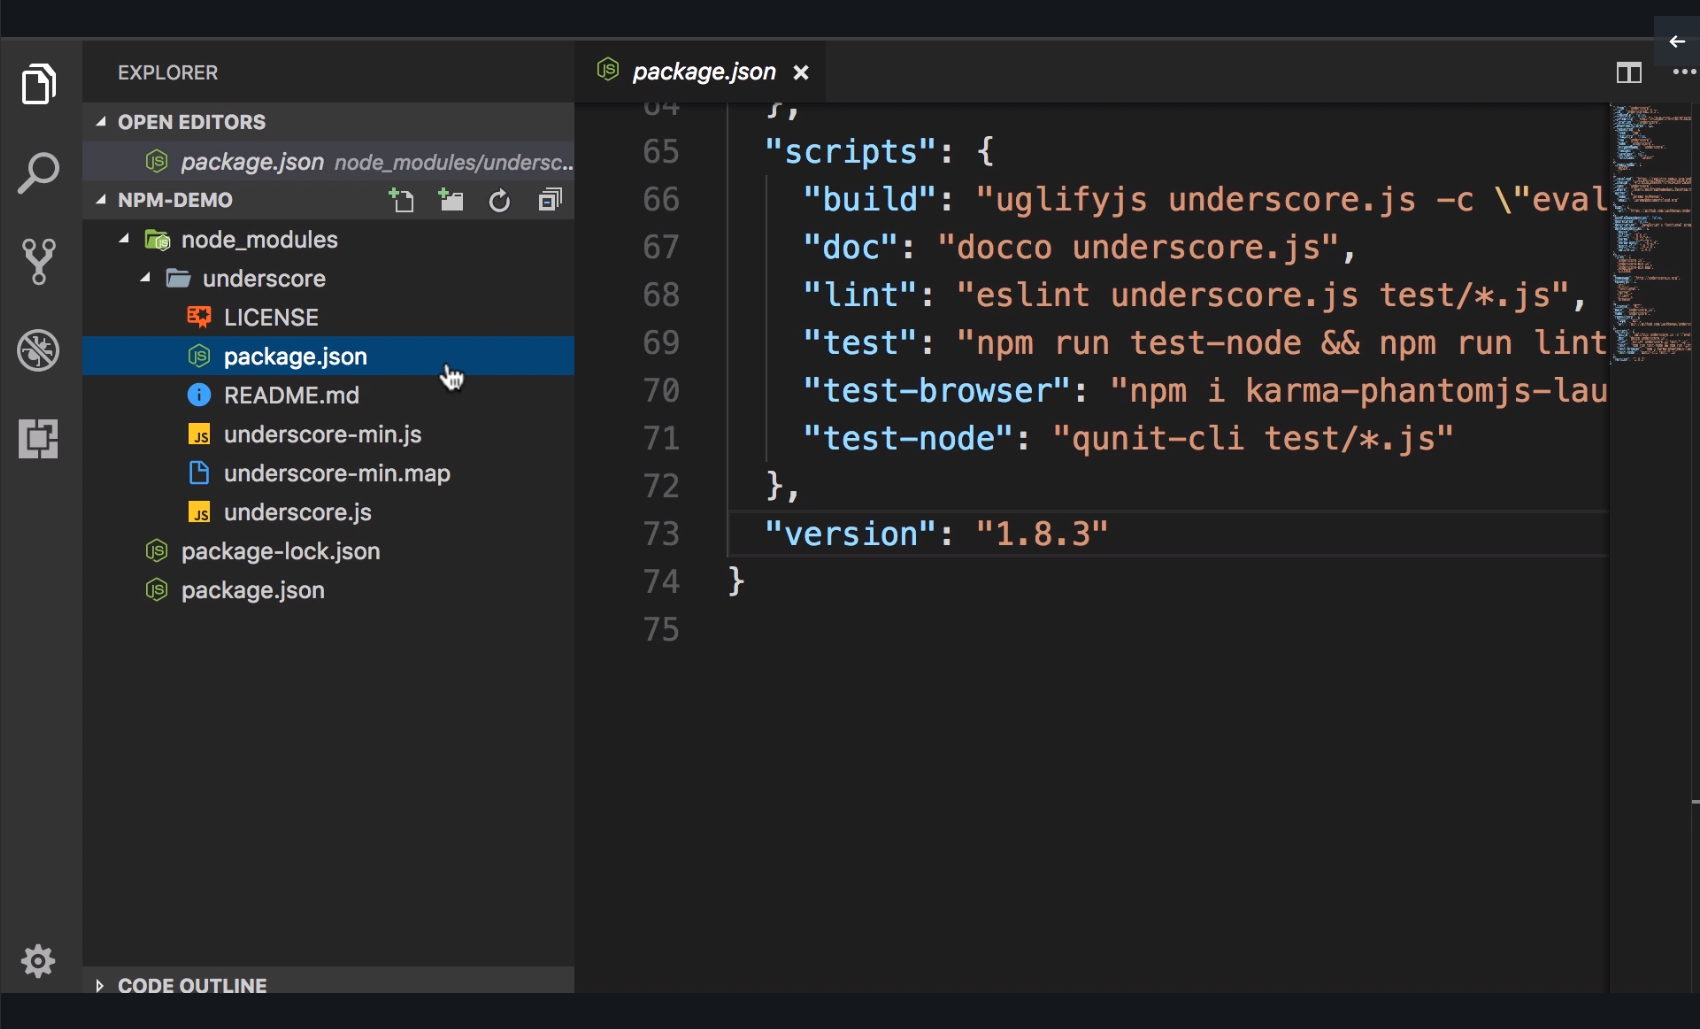 EXPLORER
OPEN EDITORS
package.json node_modules/undersc...
NPM-DEMO
node_modules
underscore
LICENSE
package.json
README.md
underscore-min.js
underscore-min.map
underscore.js
package-lock.json
package.json
CODE OUTLINE
package.json
64 },
65 "scripts": {
66 "build": "uglifyjs underscore.js -c \"eval
67 "doc": "docco underscore.js",
68 "lint": "eslint underscore.js test/*.js",
69 "test": "npm run test-node && npm run lint
70 "test-browser": "npm i karma-phantomjs-lau
71 "test-node": "qunit-cli test/*.js"
72 },
73 "version": "1.8.3"
74 }
75